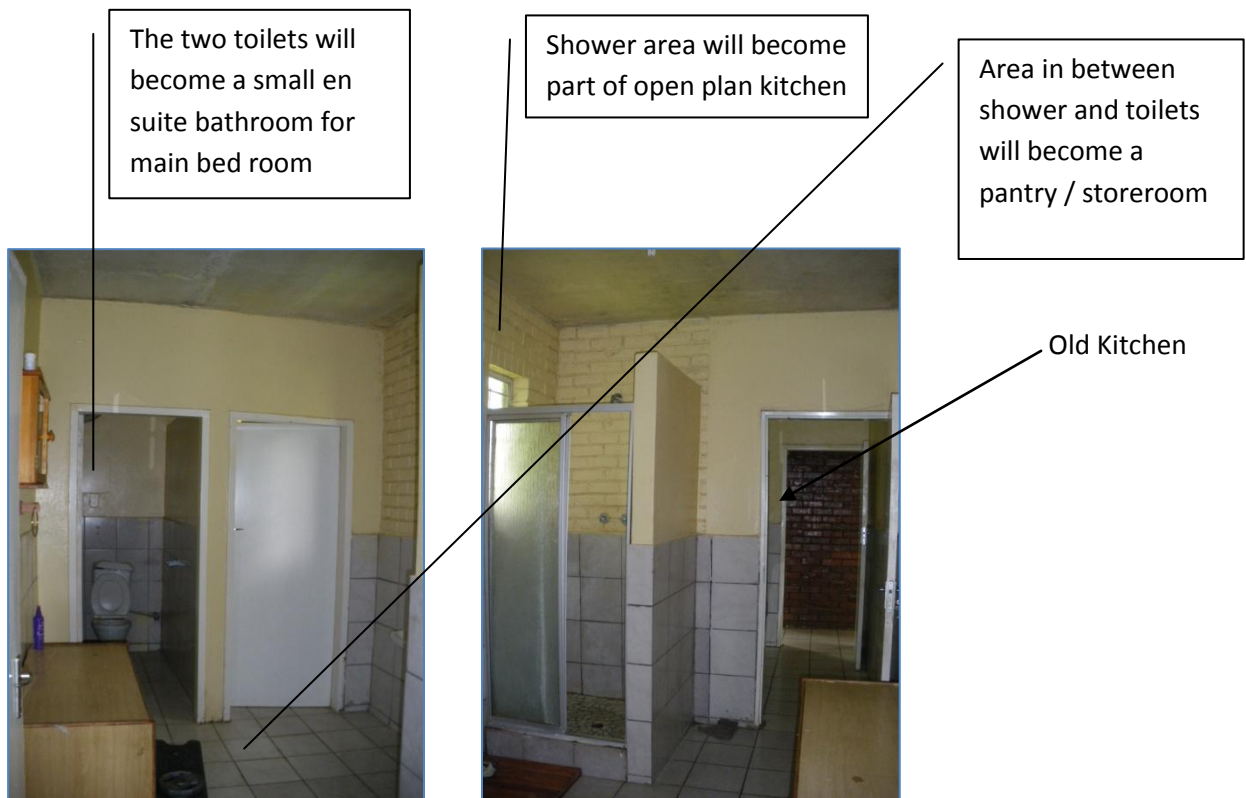 The two toilets will
become a small en
suite bathroom for
main bed room
Shower area will become
part of open plan kitchen
Area in between
shower and toilets
will become a
pantry / storeroom
Old Kitchen